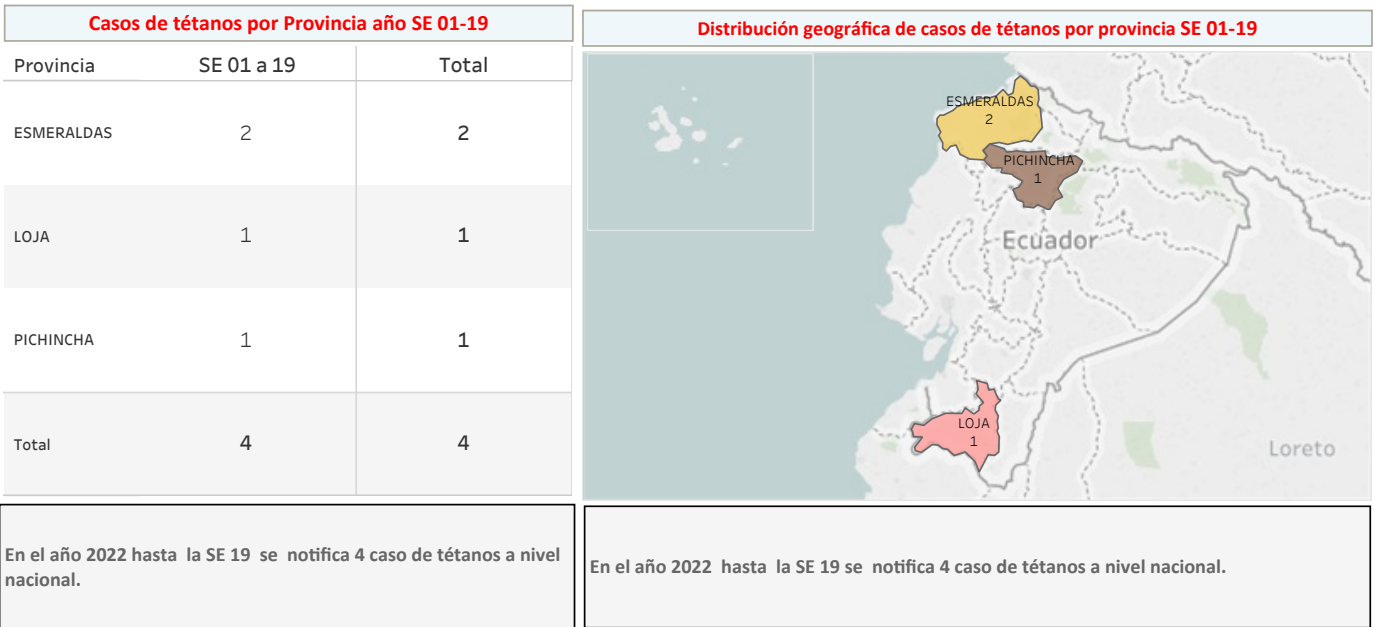 Casos de tétanos por Provincia año SE 01-19
Provincia SE 01 a 19 Total
ESMERALDAS 2 2
LOJA 1 1
PICHINCHA 1 1
Total 4 4
En el año 2022 hasta la SE 19 se notifica 4 caso de tétanos a nivel
nacional.
Distribución geográfica de casos de tétanos por provincia SE 01-19
ESMERALDAS
2
PICHINCHA
1
Ecuador
LOJA
1
Loreto
En el año 2022 hasta la SE 19 se notifica 4 caso de tétanos a nivel nacional.